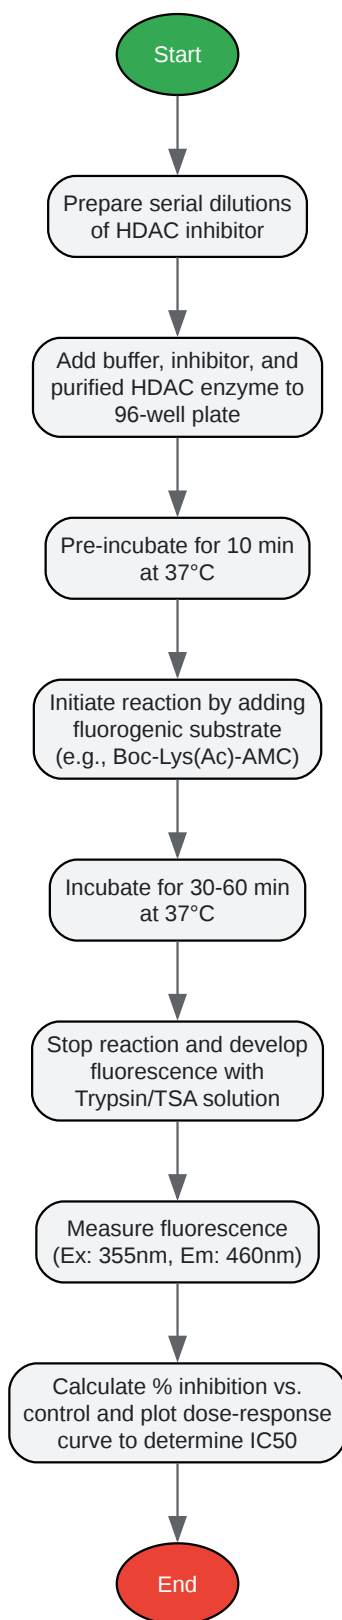 Start
Prepare serial dilutions
of HDAC inhibitor
Add buffer, inhibitor, and
purified HDAC enzyme to
96-well plate
Pre-incubate for 10 min
at 37°C
Initiate reaction by adding
fluorogenic substrate
(e.g., Boc-Lys(Ac)-AMC)
Incubate for 30-60 min
at 37°C
Stop reaction and develop
fluorescence with
Trypsin/TSA solution
Measure fluorescence
(Ex: 355nm, Em: 460nm)
Calculate % inhibition vs.
control and plot dose-response
curve to determine IC50
End